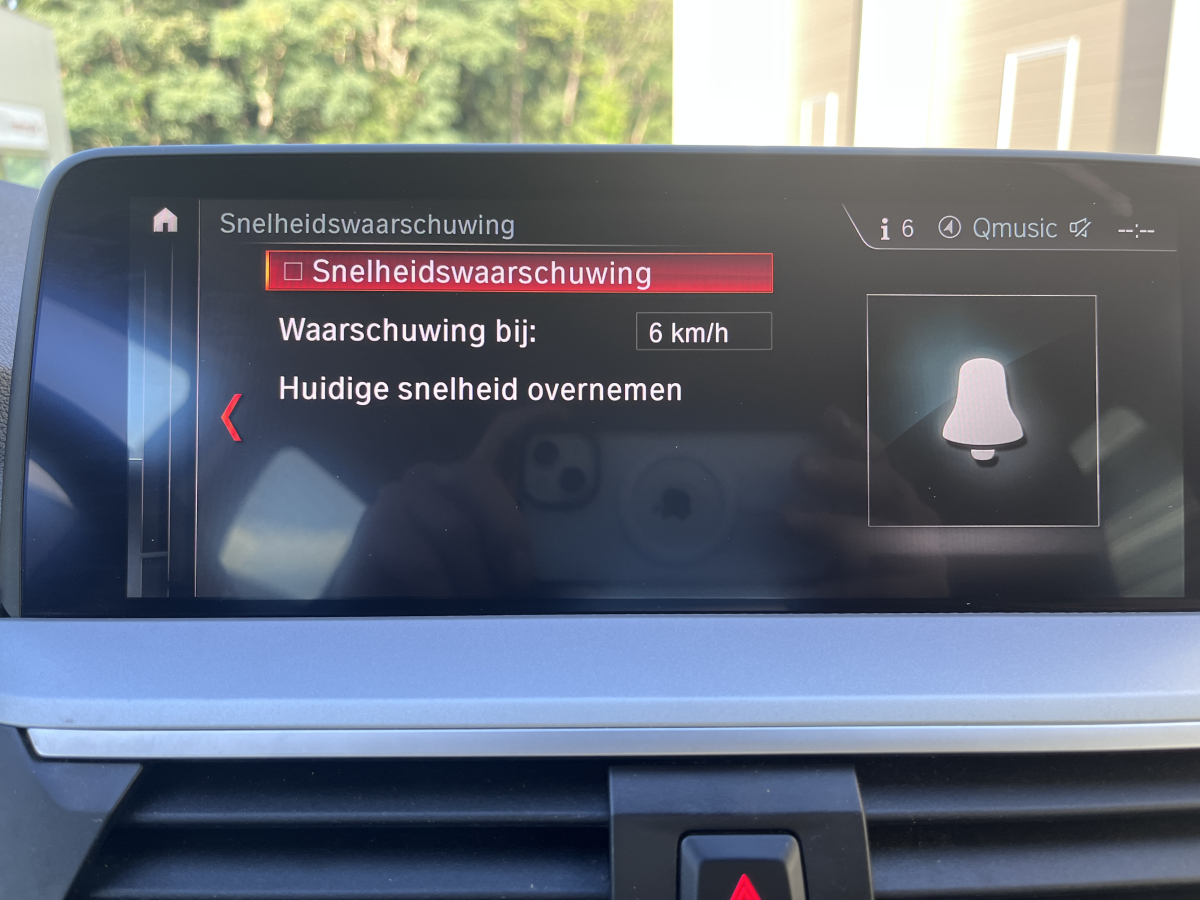 Snelheidswaarschuwing
i 6 Qmusic --:--
Snelheidswaarschuwing
Waarschuwing bij: 6 km/h
Huidige snelheid overnemen